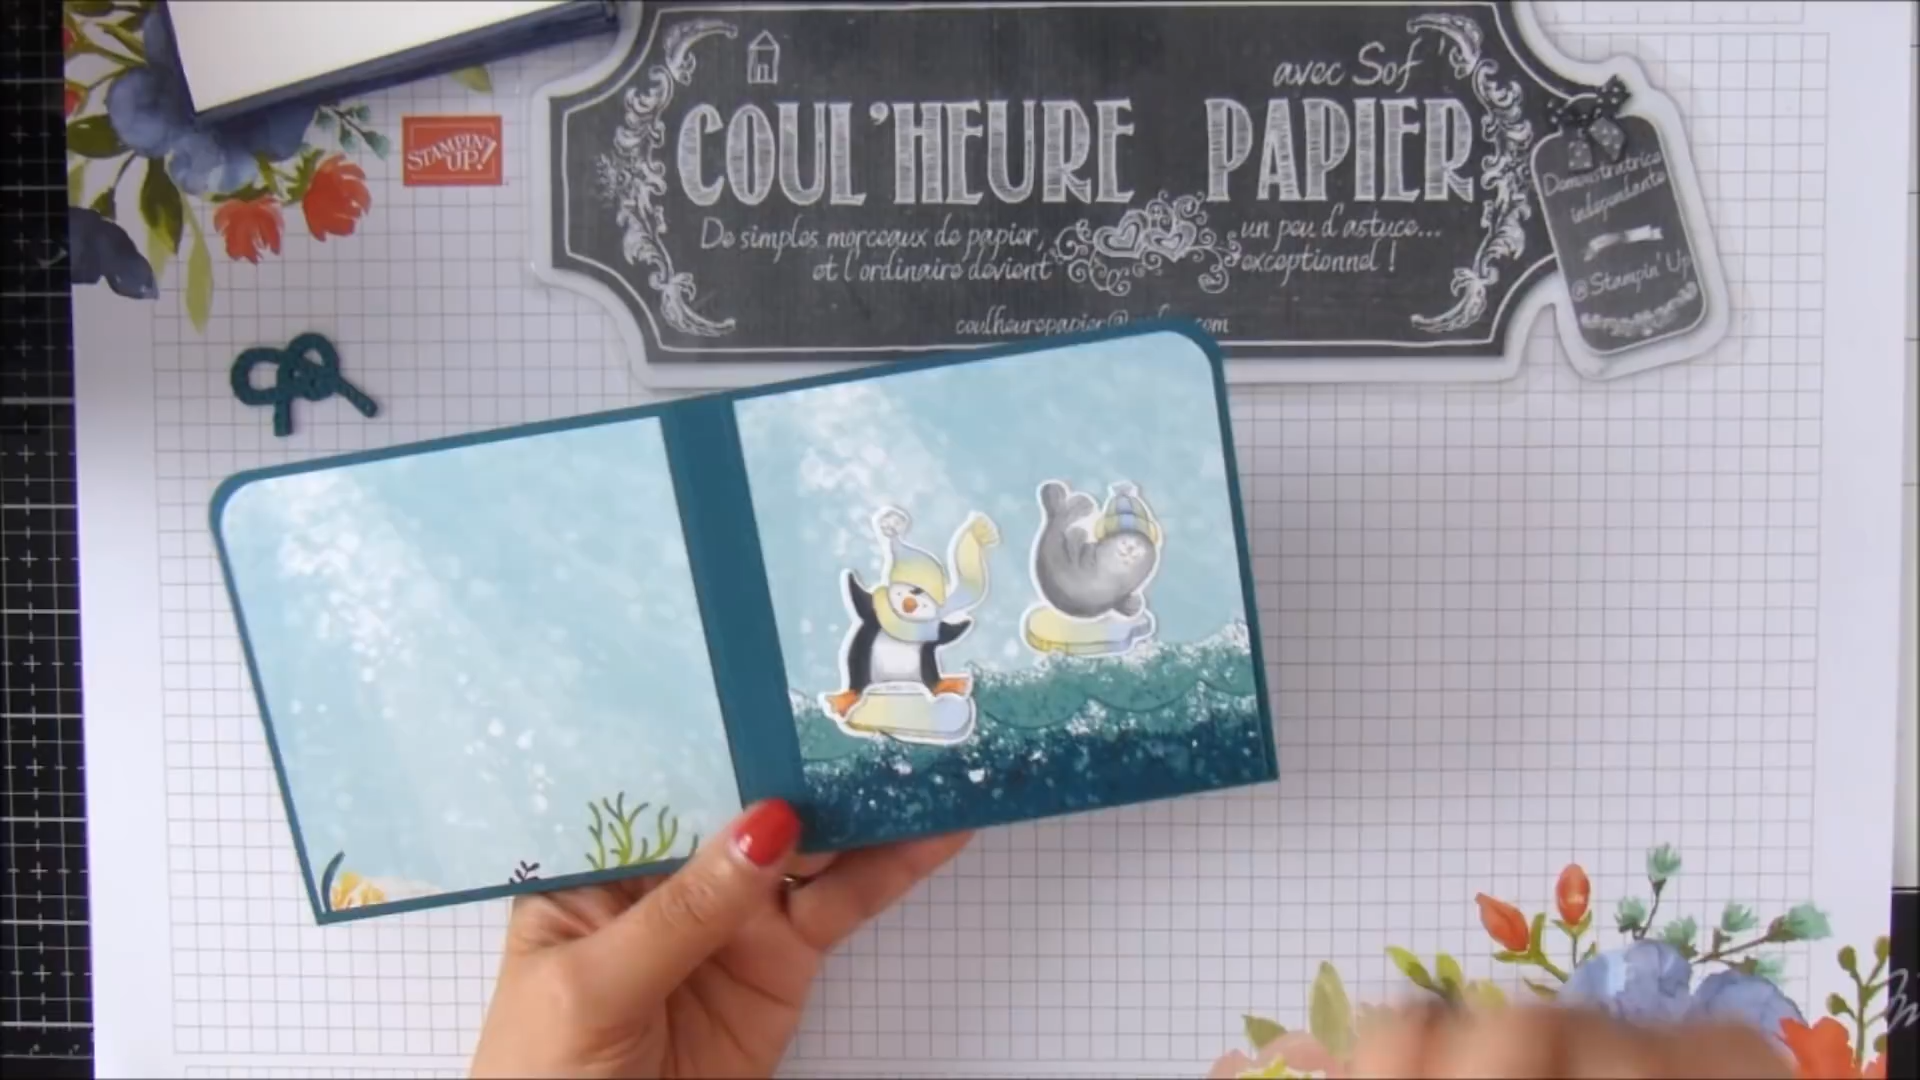 avec Sof'
COUL'HEURE PAPIER
De simples morceaux de papier, un peu d'astuce...
et l'ordinaire devient exceptionnel !
STAMPIN'
UP!
Demonstratrice
indépendante
@Stampin' Up